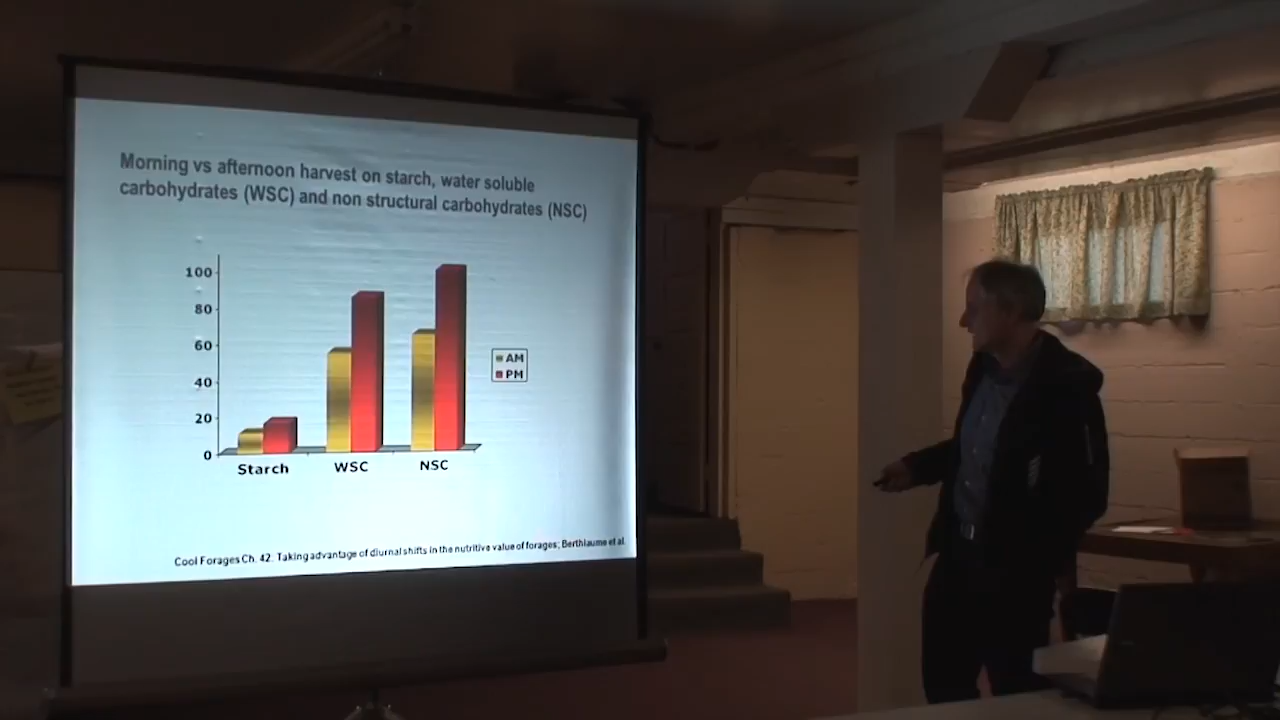 Morning vs afternoon harvest on starch, water soluble
carbohydrates (WSC) and non structural carbohydrates (NSC)
100
80
60
40
20
0
AM
PM
Starch WSC NSC
Cool Forages Ch. 42. Taking advantage of diurnal shifts in the nutritive value of forages; Berthiaume et al.